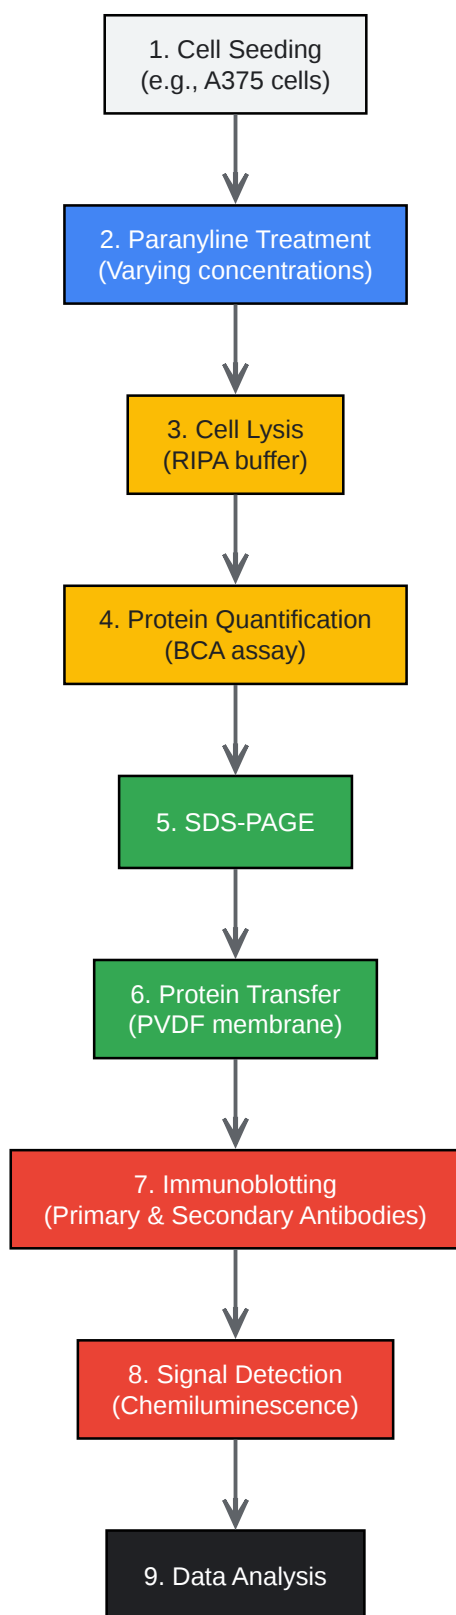 1. Cell Seeding
(e.g., A375 cells)
2. Paranyline Treatment
(Varying concentrations)
3. Cell Lysis
(RIPA buffer)
4. Protein Quantification
(BCA assay)
5. SDS-PAGE
6. Protein Transfer
(PVDF membrane)
7. Immunoblotting
(Primary & Secondary Antibodies)
8. Signal Detection
(Chemiluminescence)
9. Data Analysis